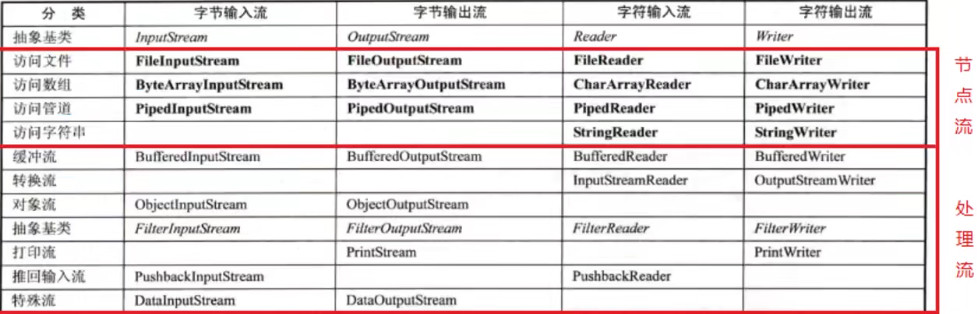 分 类 字节输入流 字节输出流 字符输入流 字符输出流
抽象基类 InputStream OutputStream Reader Writer
访问文件 FileInputStream FileOutputStream FileReader FileWriter
访问数组 ByteArrayInputStream ByteArrayOutputStream CharArrayReader CharArrayWriter
访问管道 PipedInputStream PipedOutputStream PipedReader PipedWriter
访问字符串 StringReader StringWriter
节点流
缓冲流 BufferedInputStream BufferedOutputStream BufferedReader BufferedWriter
转换流 InputStreamReader OutputStreamWriter
对象流 ObjectInputStream ObjectOutputStream
抽象基类 FilterInputStream FilterOutputStream FilterReader FilterWriter
打印流 PrintStream PrintWriter
推回输入流 PushbackInputStream PushbackReader
特殊流 DataInputStream DataOutputStream
处理流